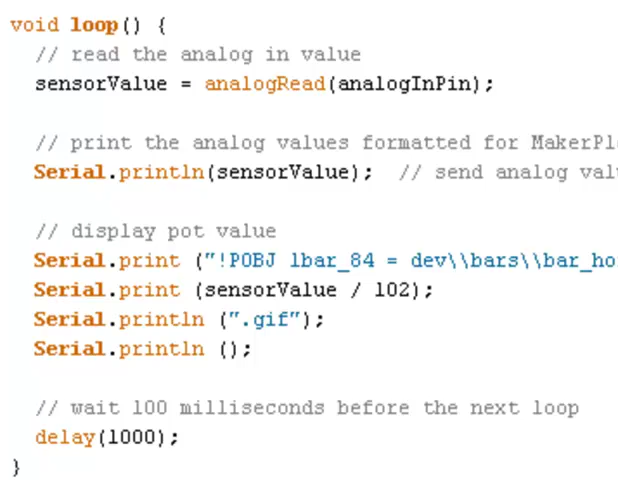 void loop() {
// read the analog in value
sensorValue = analogRead(analogInPin);
// print the analog values formatted for MakerPl
Serial.println(sensorValue);  // send analog val
// display pot value
Serial.print ("!POBJ lbar_84 = dev\\bars\\bar_ho
Serial.print (sensorValue / 102);
Serial.println (".gif");
Serial.println ();
// wait 100 milliseconds before the next loop
delay(1000);
}